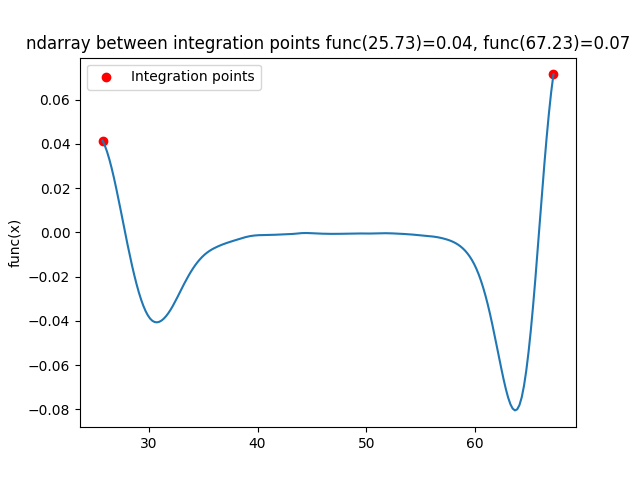 ndarray between integration points func(25.73)=0.04, func(67.23)=0.07
Integration points
func(x)
0.06
0.04
0.02
0.00
−0.02
−0.04
−0.06
−0.08
30 40 50 60